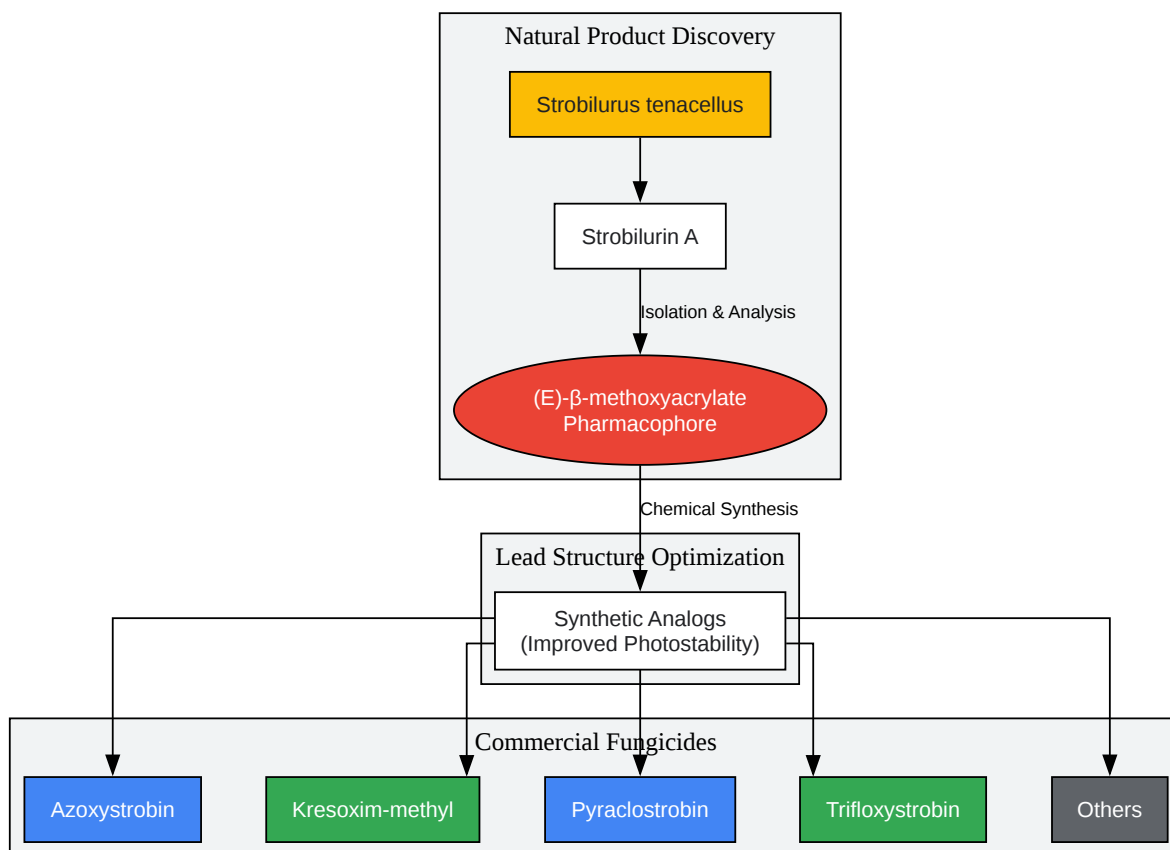 Natural Product Discovery
Strobilurus tenacellus
Strobilurin A
Isolation & Analysis
(E)-β-methoxyacrylate
Pharmacophore
Chemical Synthesis
Lead Structure Optimization
Synthetic Analogs
(Improved Photostability)
Commercial Fungicides
Azoxystrobin
Kresoxim-methyl
Pyraclostrobin
Trifloxystrobin
Others